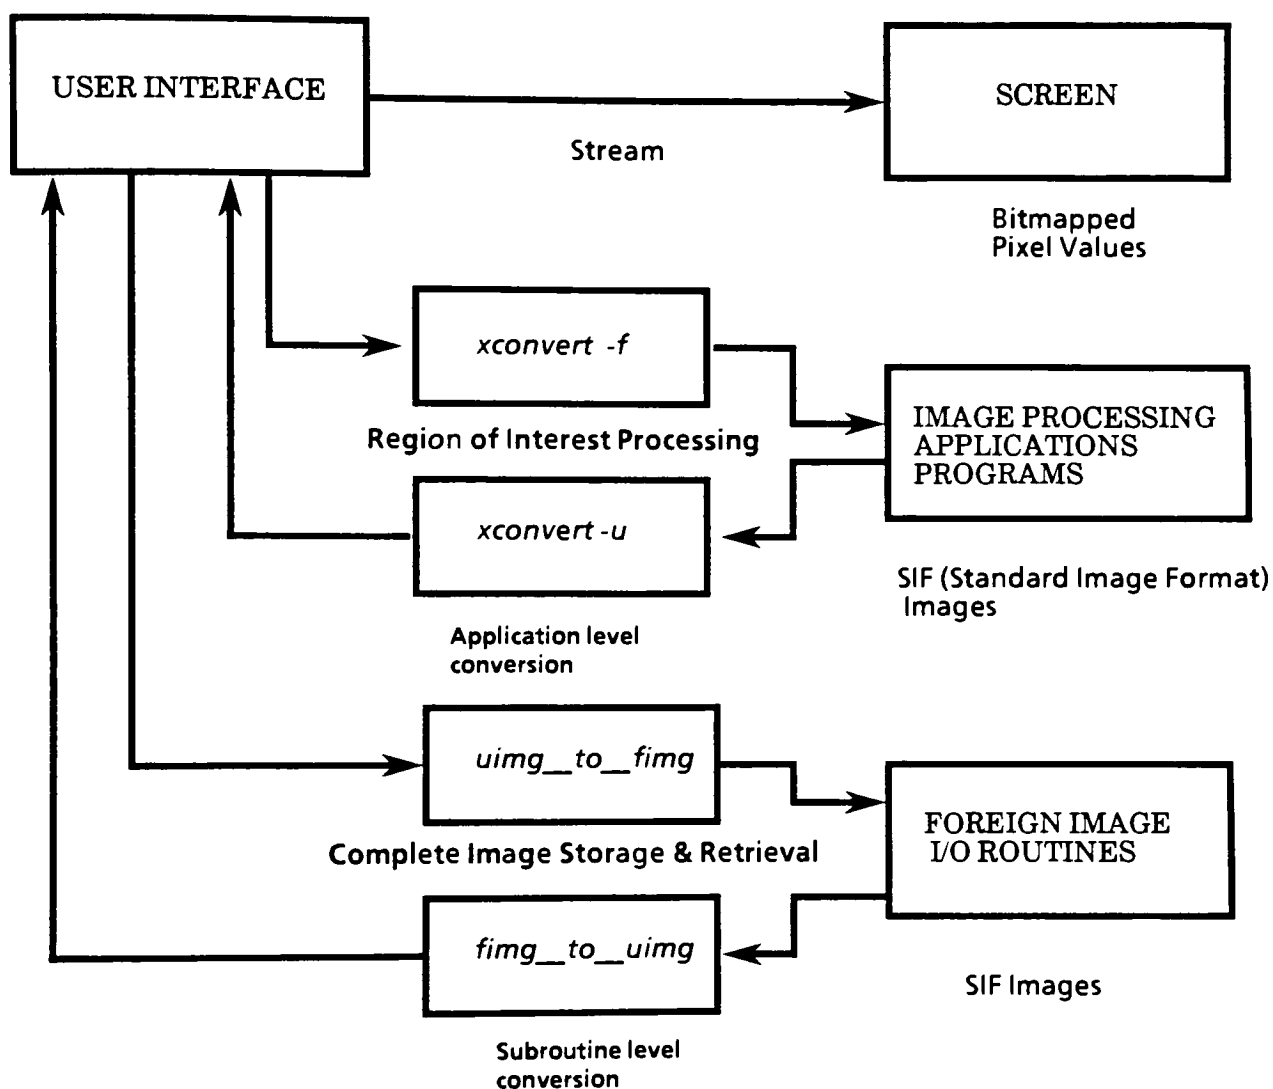 USER INTERFACE
SCREEN
Stream
Bitmapped
Pixel Values
xconvert -f
Region of Interest Processing
IMAGE PROCESSING
APPLICATIONS
PROGRAMS
xconvert -u
SIF (Standard Image Format)
Images
Application level
conversion
uimg__to__fimg
Complete Image Storage & Retrieval
FOREIGN IMAGE
I/O ROUTINES
fimg__to__uimg
SIF Images
Subroutine level
conversion